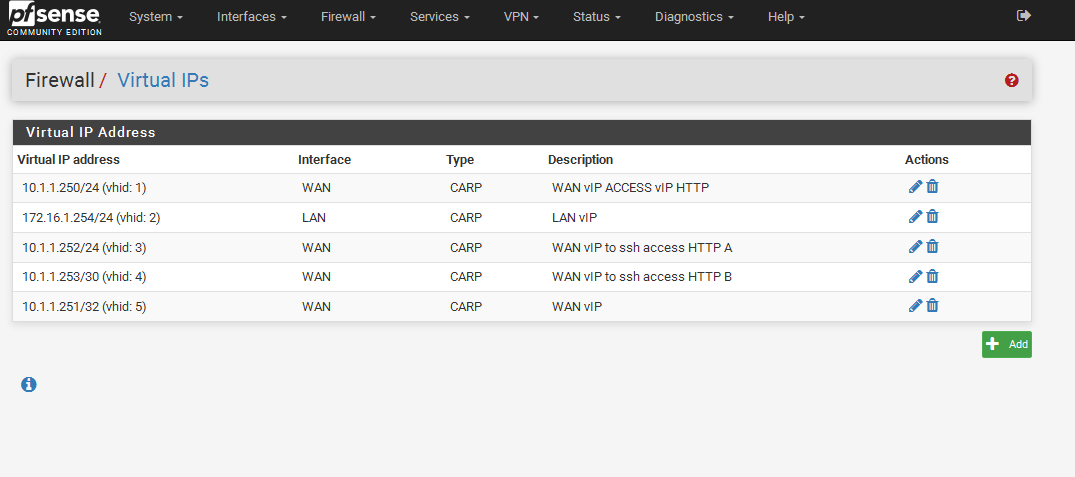 pfsense
COMMUNITY EDITION
System Interfaces Firewall Services VPN Status Diagnostics Help
Firewall / Virtual IPs
Virtual IP Address
Virtual IP address Interface Type Description Actions
10.1.1.250/24 (vhid: 1) WAN CARP WAN vIP ACCESS vIP HTTP
172.16.1.254/24 (vhid: 2) LAN CARP LAN vIP
10.1.1.252/24 (vhid: 3) WAN CARP WAN vIP to ssh access HTTP A
10.1.1.253/30 (vhid: 4) WAN CARP WAN vIP to ssh access HTTP B
10.1.1.251/32 (vhid: 5) WAN CARP WAN vIP
Add